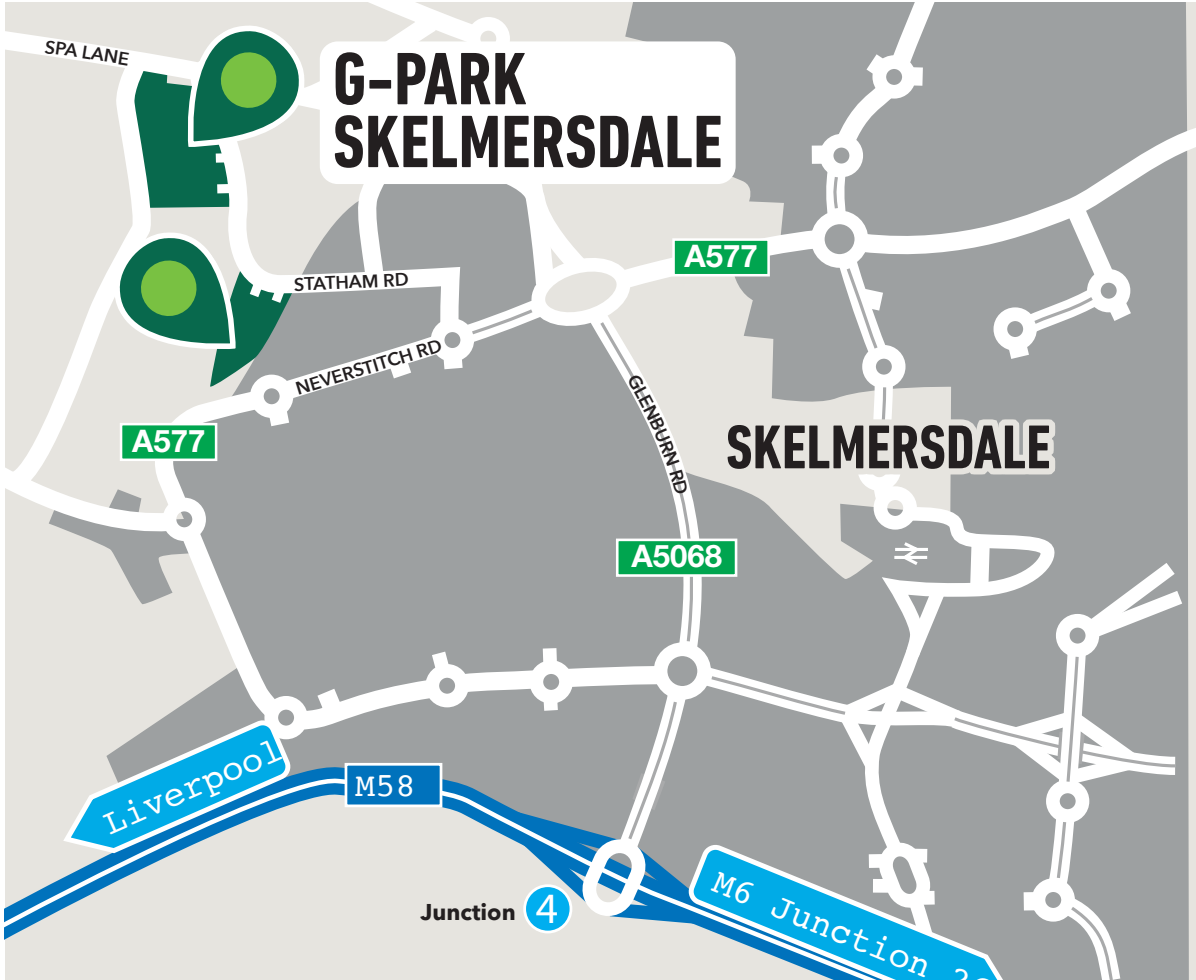 SPA LANE
G-PARK
SKELMERSDALE
A577
STATHAM RD
NEVERSTITCH RD
GLENBURN RD
A577
SKELMERSDALE
A5068
Liverpool
M58
M6 Junction
Junction 4